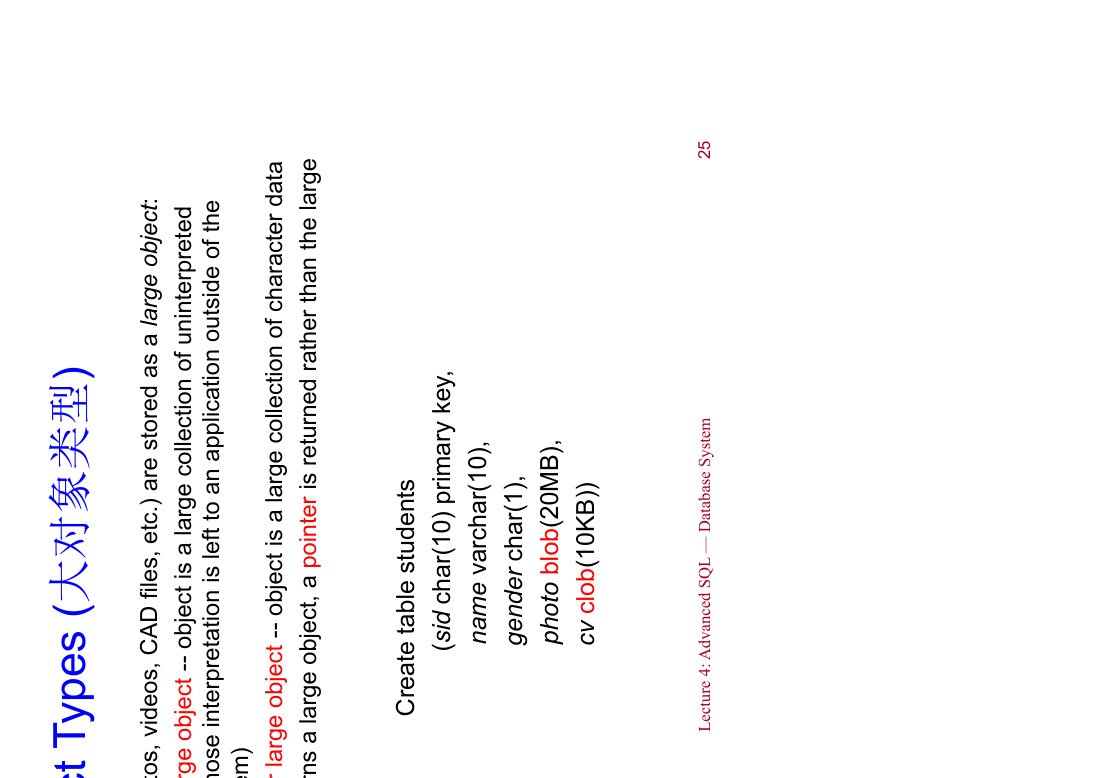 ct Types (大对象类型)
tos, videos, CAD files, etc.) are stored as a large object:
rge object -- object is a large collection of uninterpreted
hose interpretation is left to an application outside of the
em)
r large object -- object is a large collection of character data
rns a large object, a pointer is returned rather than the large
Create table students
(sid char(10) primary key,
name varchar(10),
gender char(1),
photo blob(20MB),
cv clob(10KB))
Lecture 4: Advanced SQL — Database System 25